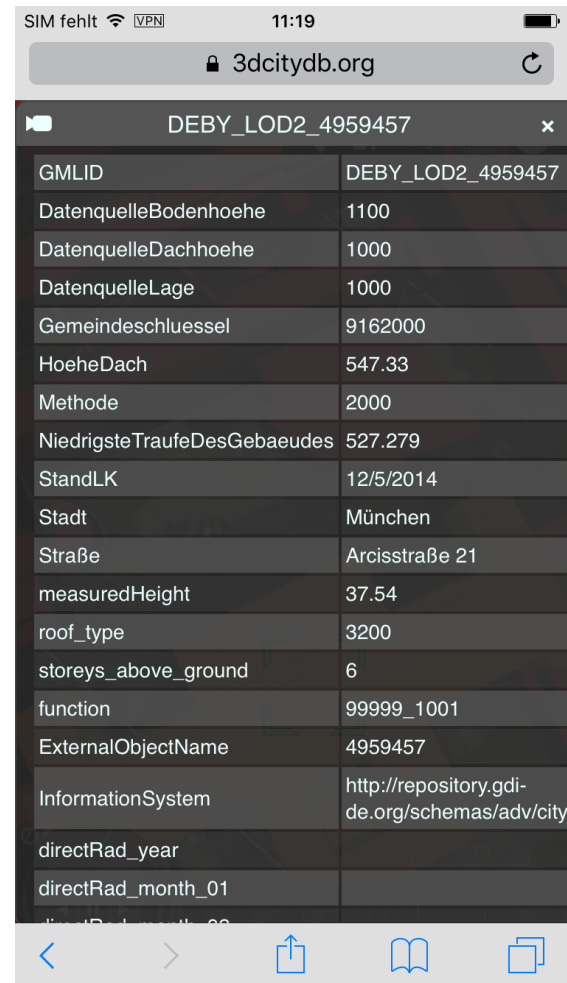 SIM fehlt VPN 11:19
3dcitydb.org
DEBY_LOD2_4959457 ×
GMLID DEBY_LOD2_4959457
DatenquelleBodenhoehe 1100
DatenquelleDachhoehe 1000
DatenquelleLage 1000
Gemeindeschluessel 9162000
HoeheDach 547.33
Methode 2000
NiedrigsteTraufeDesGebaeudes 527.279
StandLK 12/5/2014
Stadt München
Straße Arcisstraße 21
measuredHeight 37.54
roof_type 3200
storeys_above_ground 6
function 99999_1001
ExternalObjectName 4959457
InformationSystem http://repository.gdi-
de.org/schemas/adv/city
directRad_year
directRad_month_01